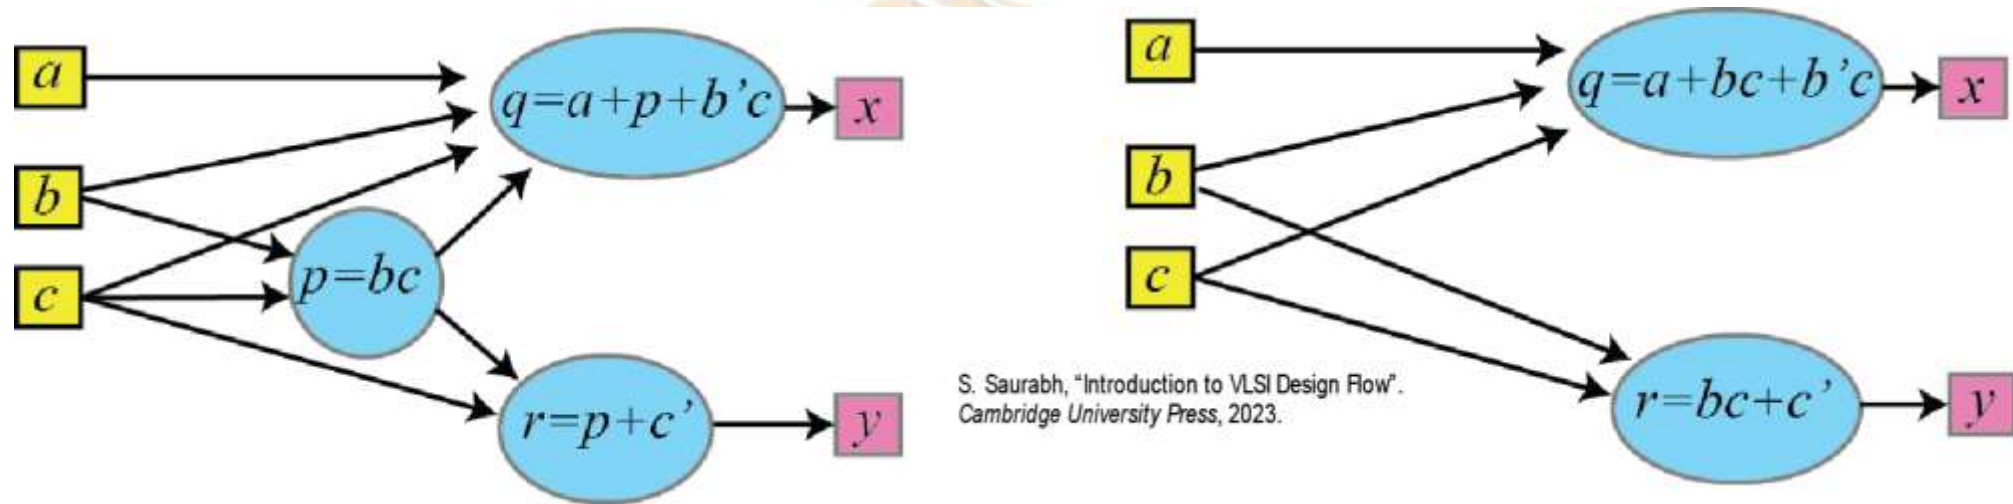 a
b
c
p=bc
q=a+p+b’c
r=p+c’
x
y
a
b
c
q=a+bc+b’c
r=bc+c’
x
y
S. Saurabh, “Introduction to VLSI Design Flow”.
Cambridge University Press, 2023.